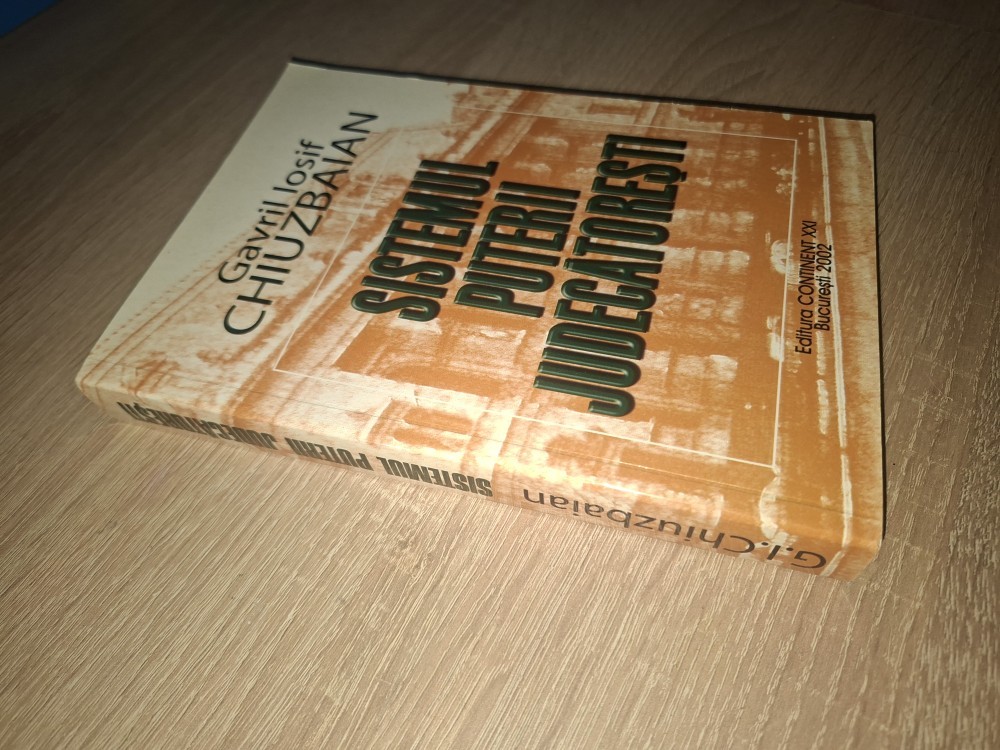 Gavril Iosif
CHIUZBAIAN
SISTEMUL
PUTERII
JUDECĂTOREȘTI
Editura CONTINENT XXI
București 2002
G.I.Chiuzbaian
SISTEMUL PUTERII JUDECĂTOREȘTI